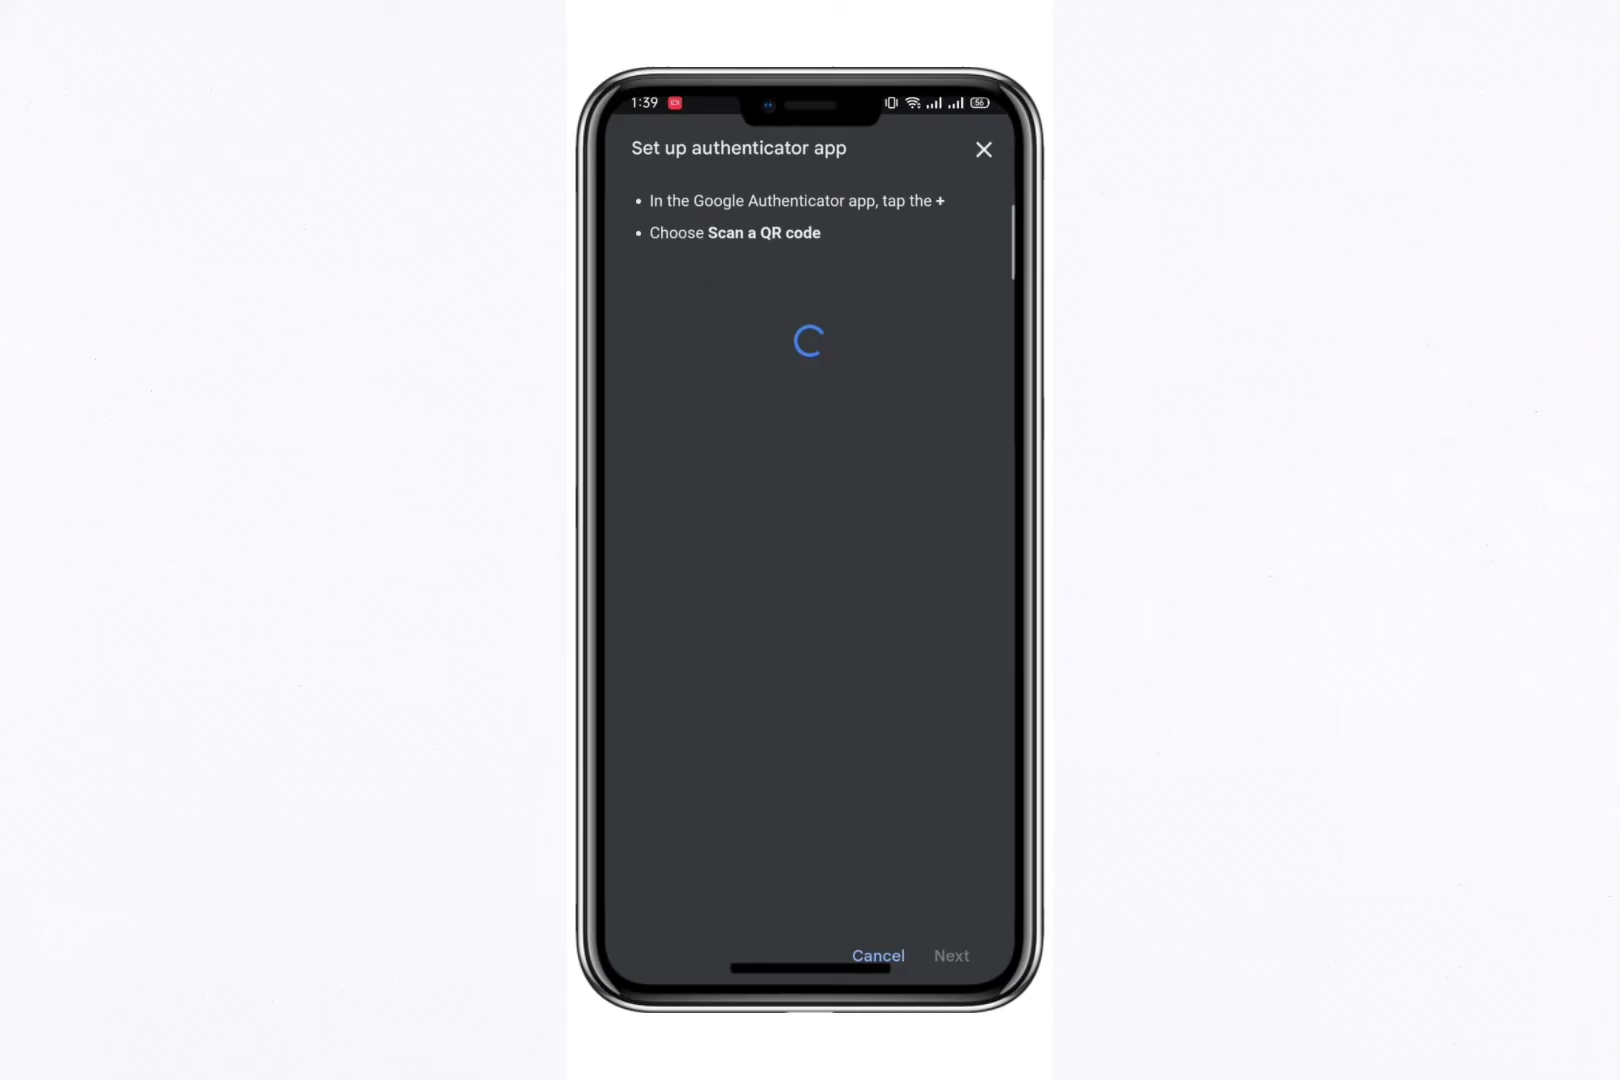 1:39
56
Set up authenticator app
In the Google Authenticator app, tap the +
Choose Scan a QR code
Cancel
Next